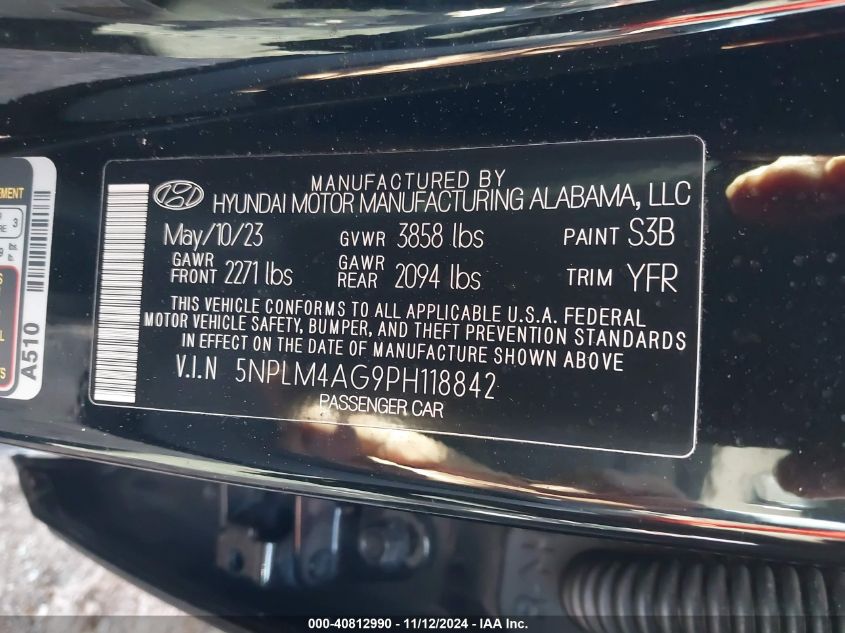 MANUFACTURED BY
HYUNDAI MOTOR MANUFACTURING ALABAMA, LLC
May/10/23 GVWR 3858 lbs PAINT S3B
GAWR FRONT 2271 lbs GAWR REAR 2094 lbs TRIM YFR
THIS VEHICLE CONFORMS TO ALL APPLICABLE U.S.A. FEDERAL
MOTOR VEHICLE SAFETY, BUMPER, AND THEFT PREVENTION STANDARDS
IN EFFECT ON THE DATE OF MANUFACTURE SHOWN ABOVE
V.I.N 5NPLM4AG9PH118842
PASSENGER CAR
A510
3
000-40812990 - 11/12/2024 - IAA Inc.